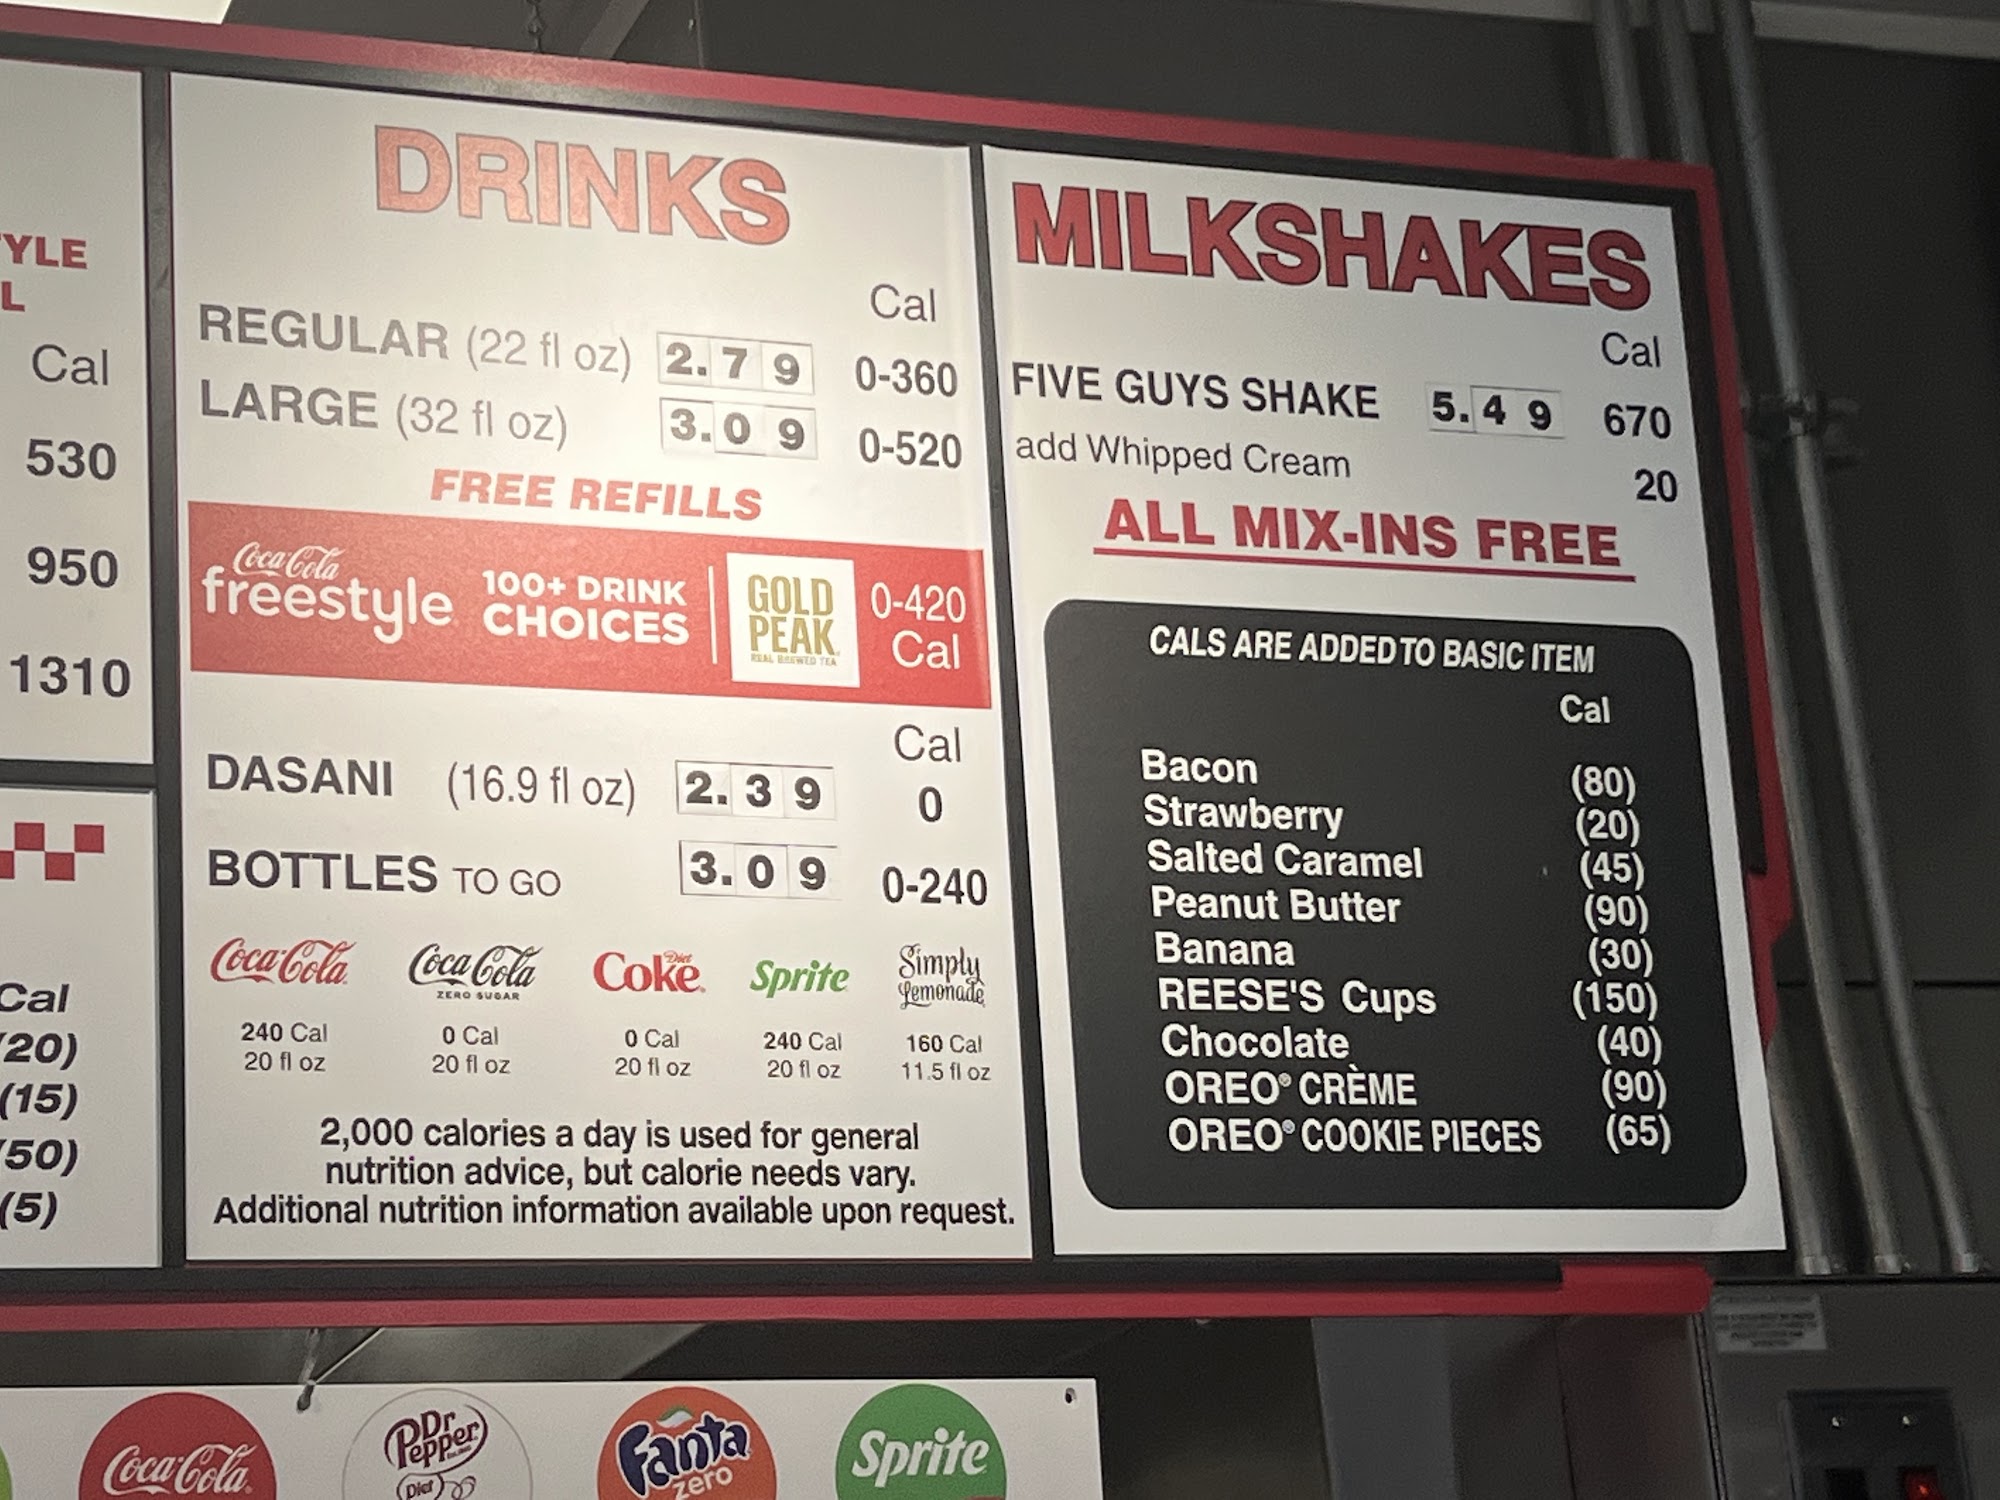 YLE
L
Cal
530
950
1310
Cal
(20)
(15)
(50)
(5)
DRINKS
Cal
REGULAR (22 fl oz) 2.79 0-360
LARGE (32 fl oz) 3.09 0-520
FREE REFILLS
Coca-Cola
freestyle
100+ DRINK
CHOICES
GOLD
PEAK
REAL BREWED TEA
0-420
Cal
Cal
DASANI (16.9 fl oz) 2.39 0
BOTTLES TO GO 3.09 0-240
Coca-Cola
240 Cal
20 fl oz
Coca-Cola
ZERO SUGAR
0 Cal
20 fl oz
Diet
Coke
0 Cal
20 fl oz
Sprite
240 Cal
20 fl oz
Simply
Lemonade
160 Cal
11.5 fl oz
2,000 calories a day is used for general
nutrition advice, but calorie needs vary.
Additional nutrition information available upon request.
MILKSHAKES
Cal
FIVE GUYS SHAKE 5.49 670
add Whipped Cream 20
ALL MIX-INS FREE
CALS ARE ADDED TO BASIC ITEM
Cal
Bacon (80)
Strawberry (20)
Salted Caramel (45)
Peanut Butter (90)
Banana (30)
REESE'S Cups (150)
Chocolate (40)
OREO® CRÈME (90)
OREO® COOKIE PIECES (65)
Coca-Cola
Dr
Pepper
Diet
Fanta
zero
Sprite